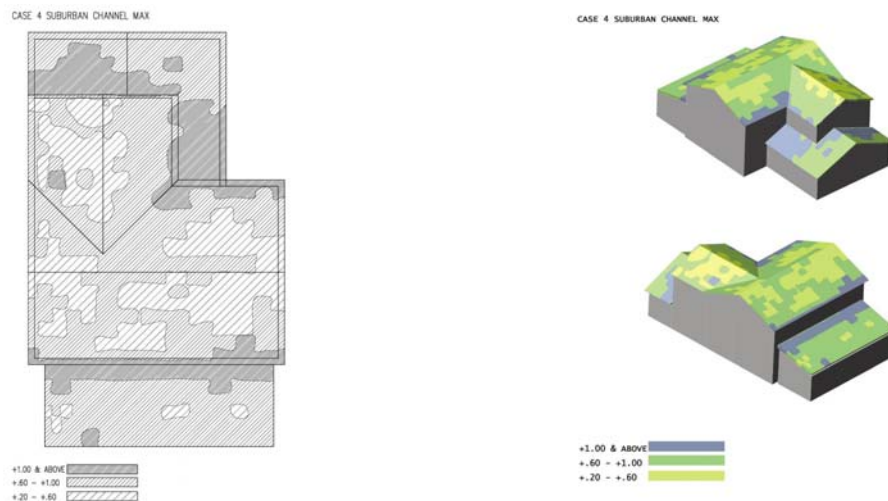 CASE 4 SUBURBAN CHANNEL MAX
+1.00 & ABOVE
+.60 - +1.00
+.20 - +.60
CASE 4 SUBURBAN CHANNEL MAX
+1.00 & ABOVE
+.60 - +1.00
+.20 - +.60